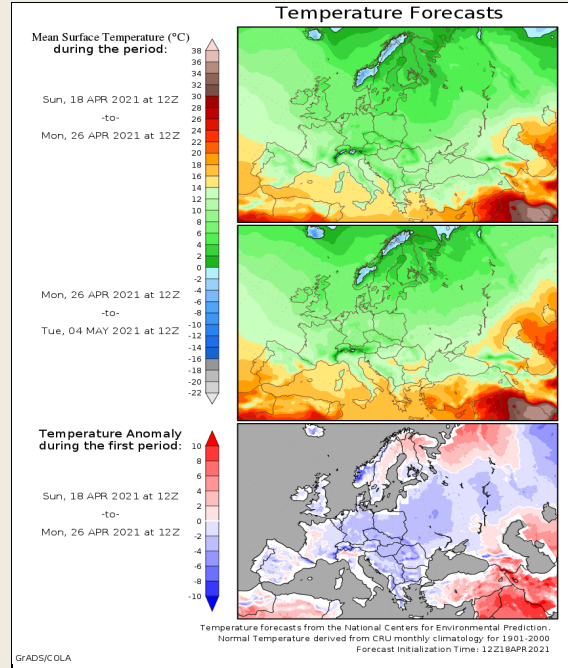 Temperature Forecasts
Mean Surface Temperature (°C)
during the period:
Sun, 18 APR 2021 at 12Z
-to-
Mon, 26 APR 2021 at 12Z
38
36
34
32
30
28
26
24
22
20
18
16
14
12
10
8
6
4
2
0
-2
-4
-6
-8
-10
-12
-14
-16
-18
-20
-22
Mon, 26 APR 2021 at 12Z
-to-
Tue, 04 MAY 2021 at 12Z
Temperature Anomaly
during the first period:
Sun, 18 APR 2021 at 12Z
-to-
Mon, 26 APR 2021 at 12Z
10
8
6
4
2
0
-2
-4
-6
-8
-10
Temperature forecasts from the National Centers for Environmental Prediction.
Normal Temperature derived from CRU monthly climatology for 1901-2000
Forecast Initialization Time: 12Z18APR2021
GrADS/COLA